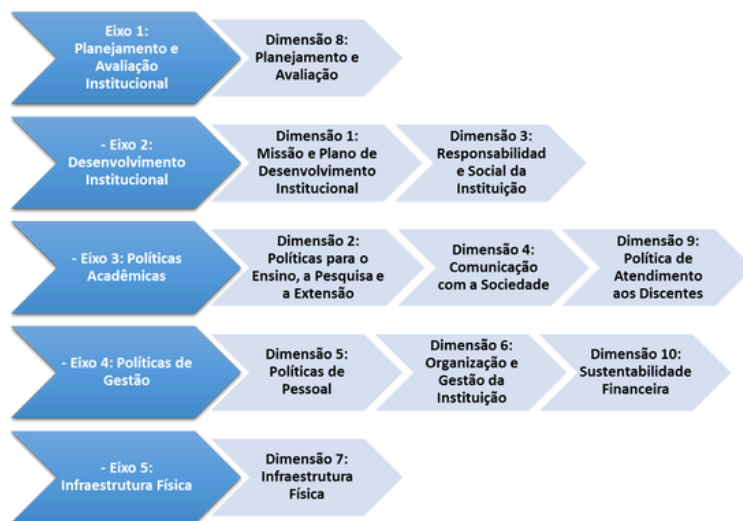 Eixo 1:
Planejamento e
Avaliação
Institucional
Dimensão 8:
Planejamento e
Avaliação
- Eixo 2:
Desenvolvimento
Institucional
Dimensão 1:
Missão e Plano de
Desenvolvimento
Institucional
Dimensão 3:
Responsabilidad
e Social da
Instituição
- Eixo 3: Políticas
Acadêmicas
Dimensão 2:
Políticas para o
Ensino, a Pesquisa e
a Extensão
Dimensão 4:
Comunicação
com a Sociedade
Dimensão 9:
Política de
Atendimento
aos Discentes
- Eixo 4: Políticas de
Gestão
Dimensão 5:
Políticas de
Pessoal
Dimensão 6:
Organização e
Gestão da
Instituição
Dimensão 10:
Sustentabilidade
Financeira
- Eixo 5:
Infraestrutura Física
Dimensão 7:
Infraestrutura
Física